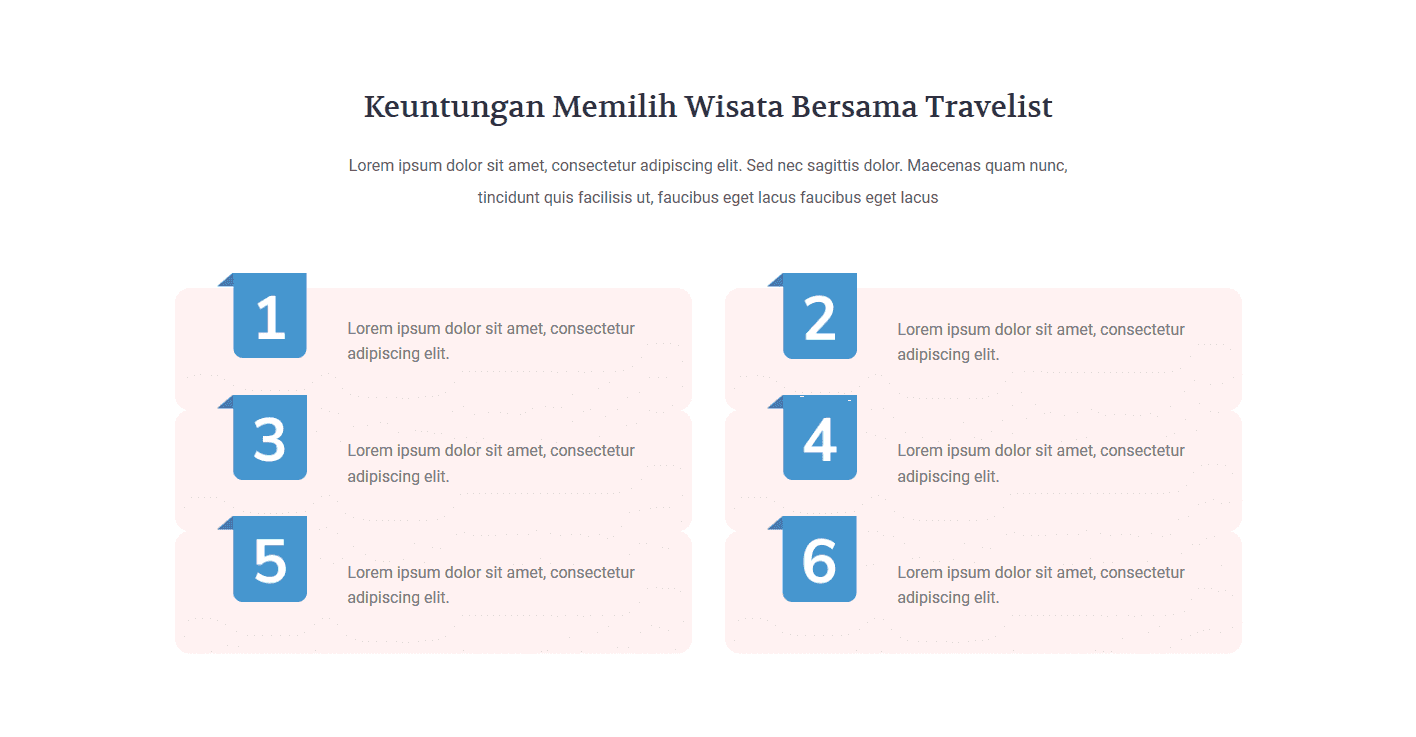 Keuntungan Memilih Wisata Bersama Travelist
Lorem ipsum dolor sit amet, consectetur adipiscing elit. Sed nec sagittis dolor. Maecenas quam nunc,
tincidunt quis facilisis ut, faucibus eget lacus faucibus eget lacus
1
Lorem ipsum dolor sit amet, consectetur
adipiscing elit.
2
Lorem ipsum dolor sit amet, consectetur
adipiscing elit.
3
Lorem ipsum dolor sit amet, consectetur
adipiscing elit.
4
Lorem ipsum dolor sit amet, consectetur
adipiscing elit.
5
Lorem ipsum dolor sit amet, consectetur
adipiscing elit.
6
Lorem ipsum dolor sit amet, consectetur
adipiscing elit.